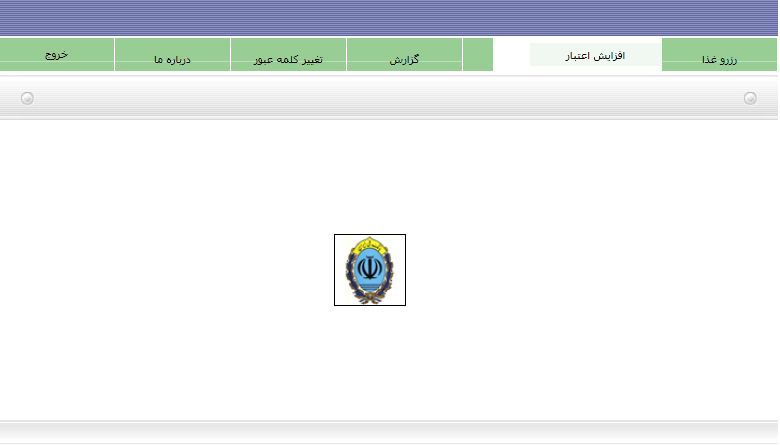 رزرو غذا
افزایش اعتبار
گزارش
تغییر کلمه عبور
درباره ما
خروج